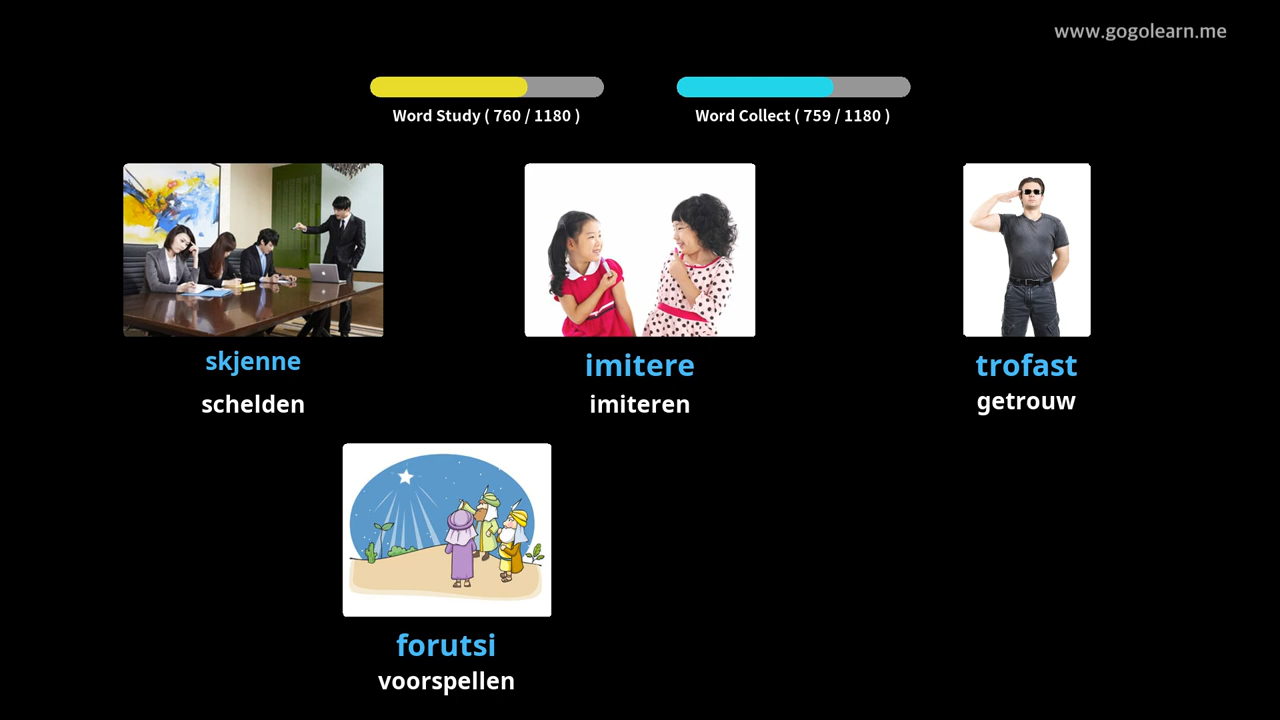 www.gogolearn.me
Word Study ( 760 / 1180 )
Word Collect ( 759 / 1180 )
skjenne
schelden
imitere
imiteren
trofast
getrouw
forutsi
voorspellen